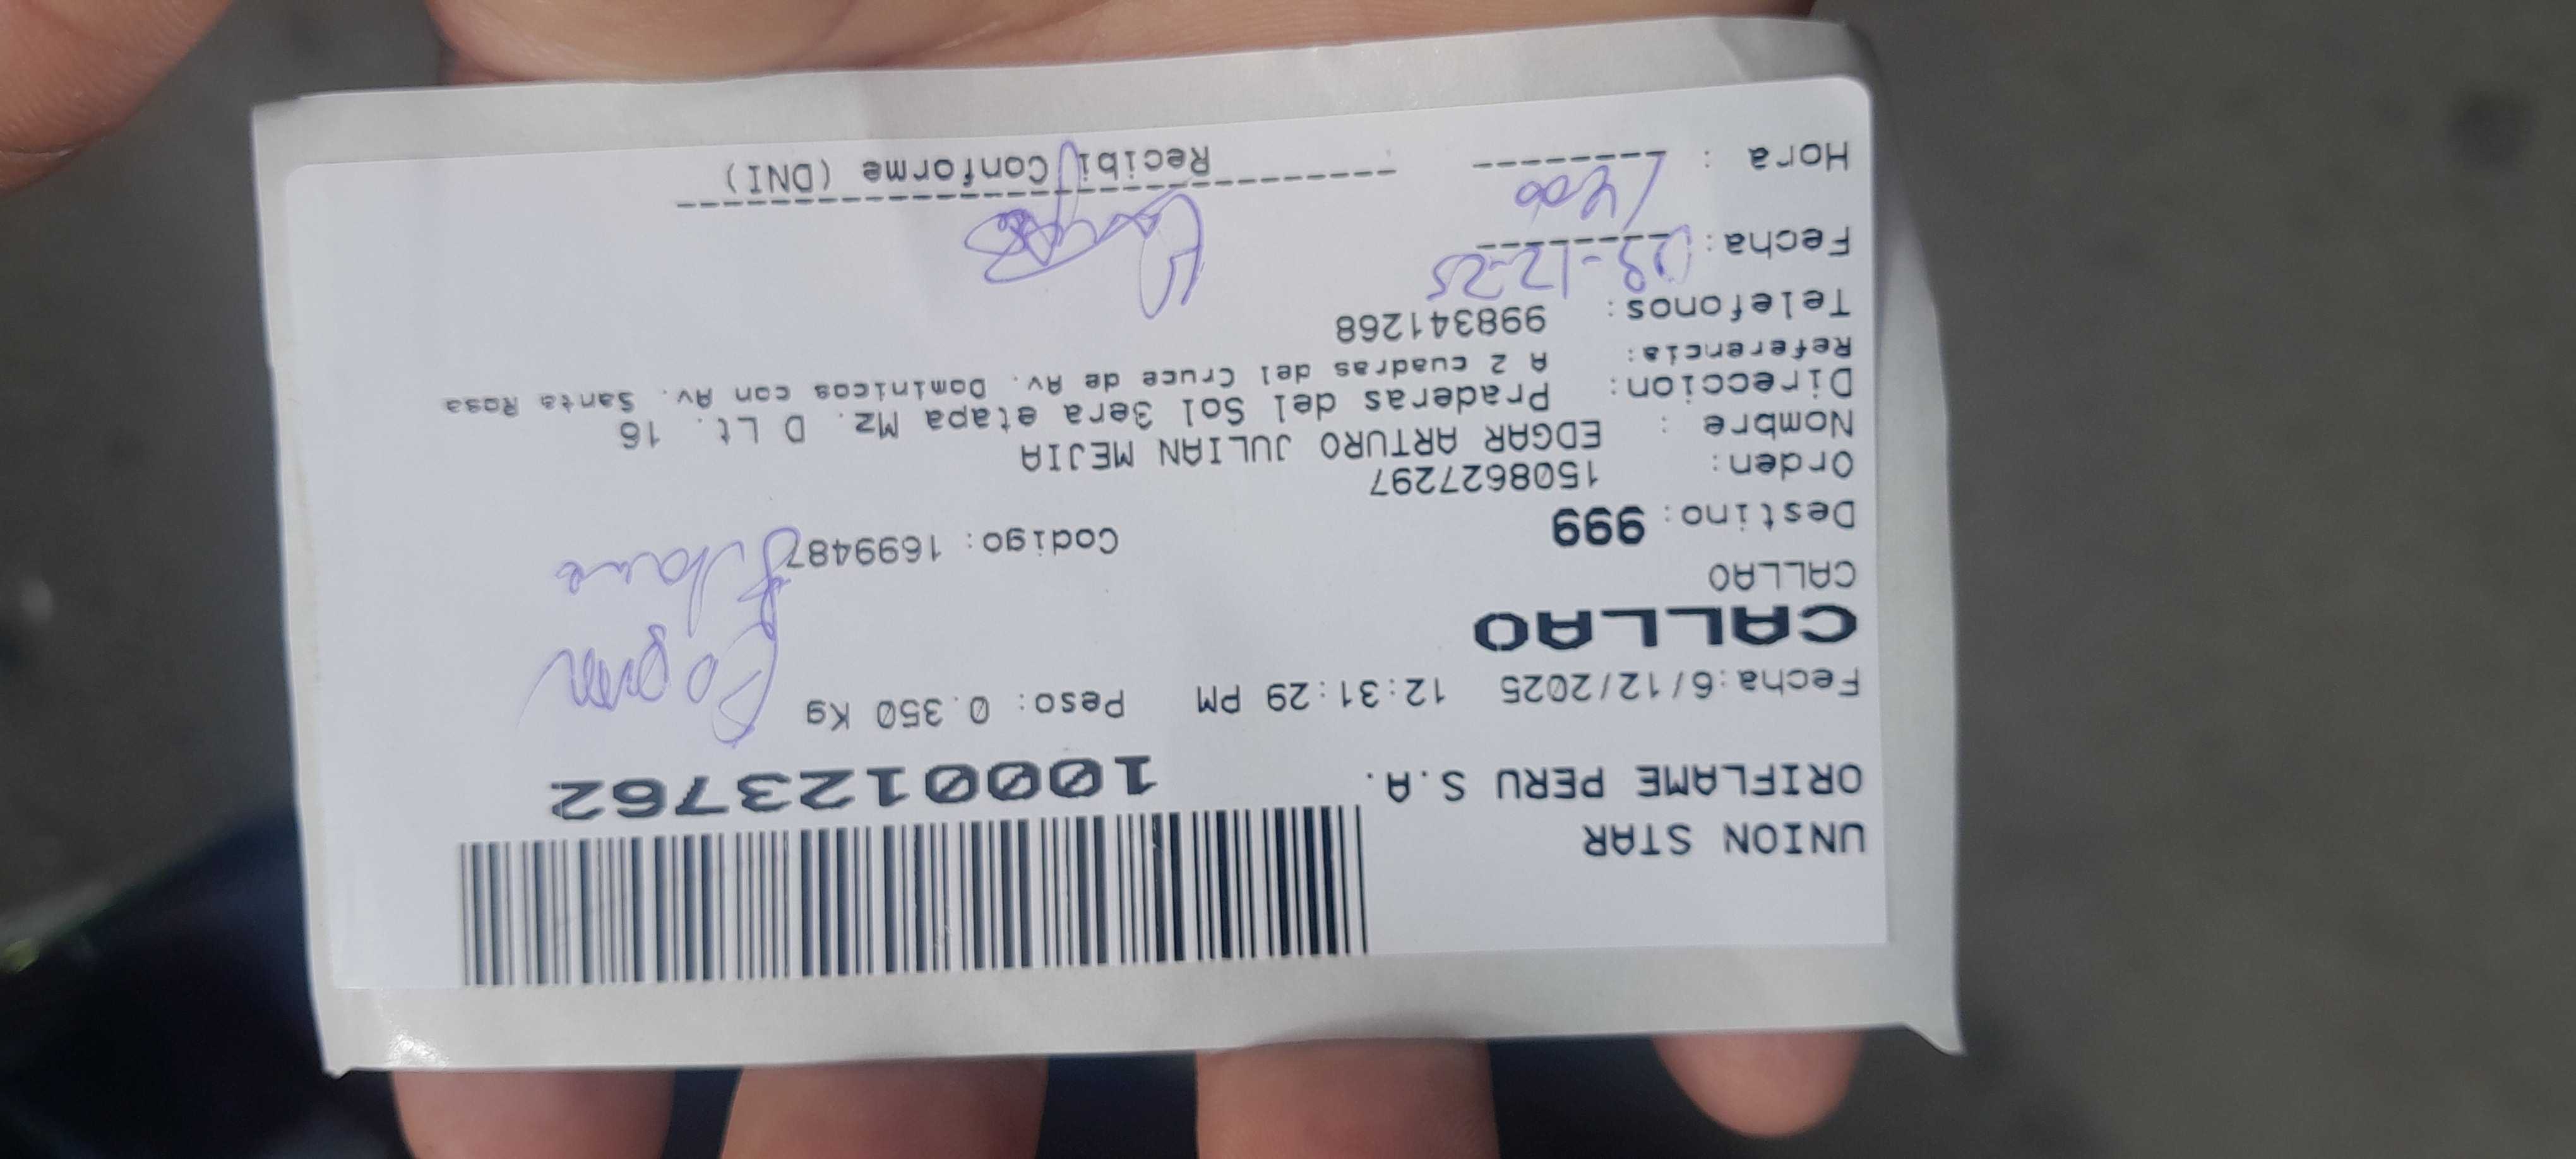 UNION STAR
ORIFLAME PERU S.A.
1000123762
Fecha:6/12/2025 12:31:29 PM Peso: 0.350 Kg
CALLAO
CALLAO
Destino: 999 Codigo: 1699487
Orden: 1508627297
Nombre : EDGAR ARTURO JULIAN MEJIA
Direccion: Praderas del Sol 3era etapa Mz. D Lt. 16
Referencia: A 2 cuadras del Cruce de Av. Dominicos con Av. Santa Rosa
Telefonos: 998341268
Fecha: 09-12-25
Hora : 1400
Recibi Conforme (DNI)